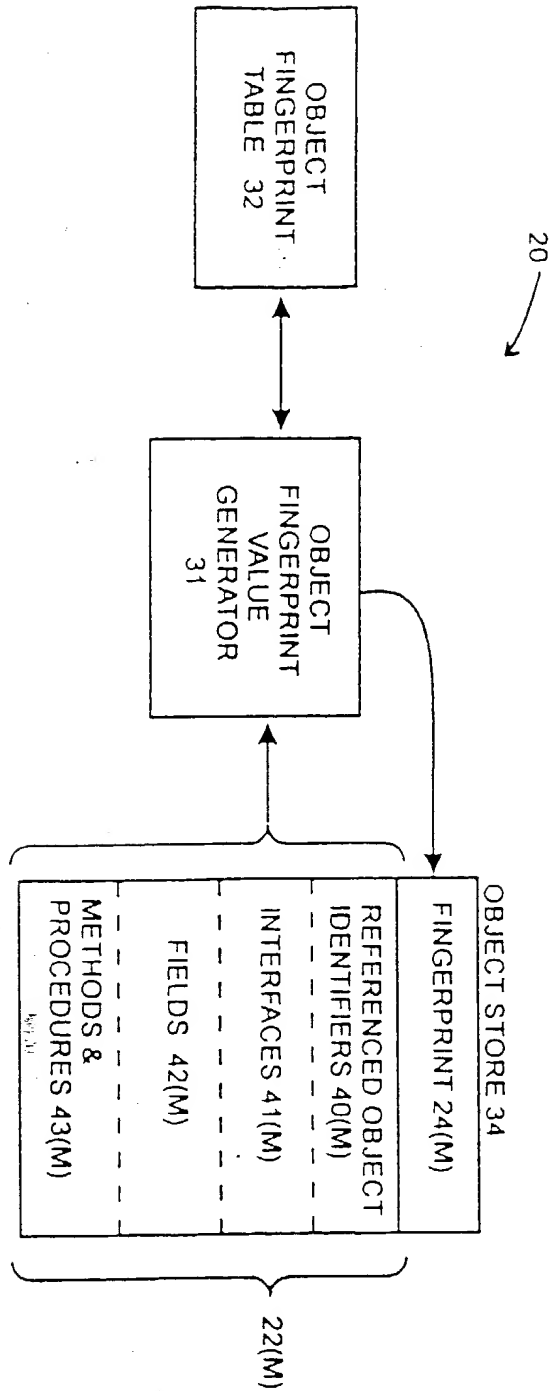 20
OBJECT
FINGERPRINT
TABLE 32
OBJECT
FINGERPRINT
VALUE
GENERATOR
31
OBJECT STORE 34
FINGERPRINT 24(M)
REFERENCED OBJECT
IDENTIFIERS 40(M)
INTERFACES 41(M)
FIELDS 42(M)
METHODS &
PROCEDURES 43(M)
22(M)